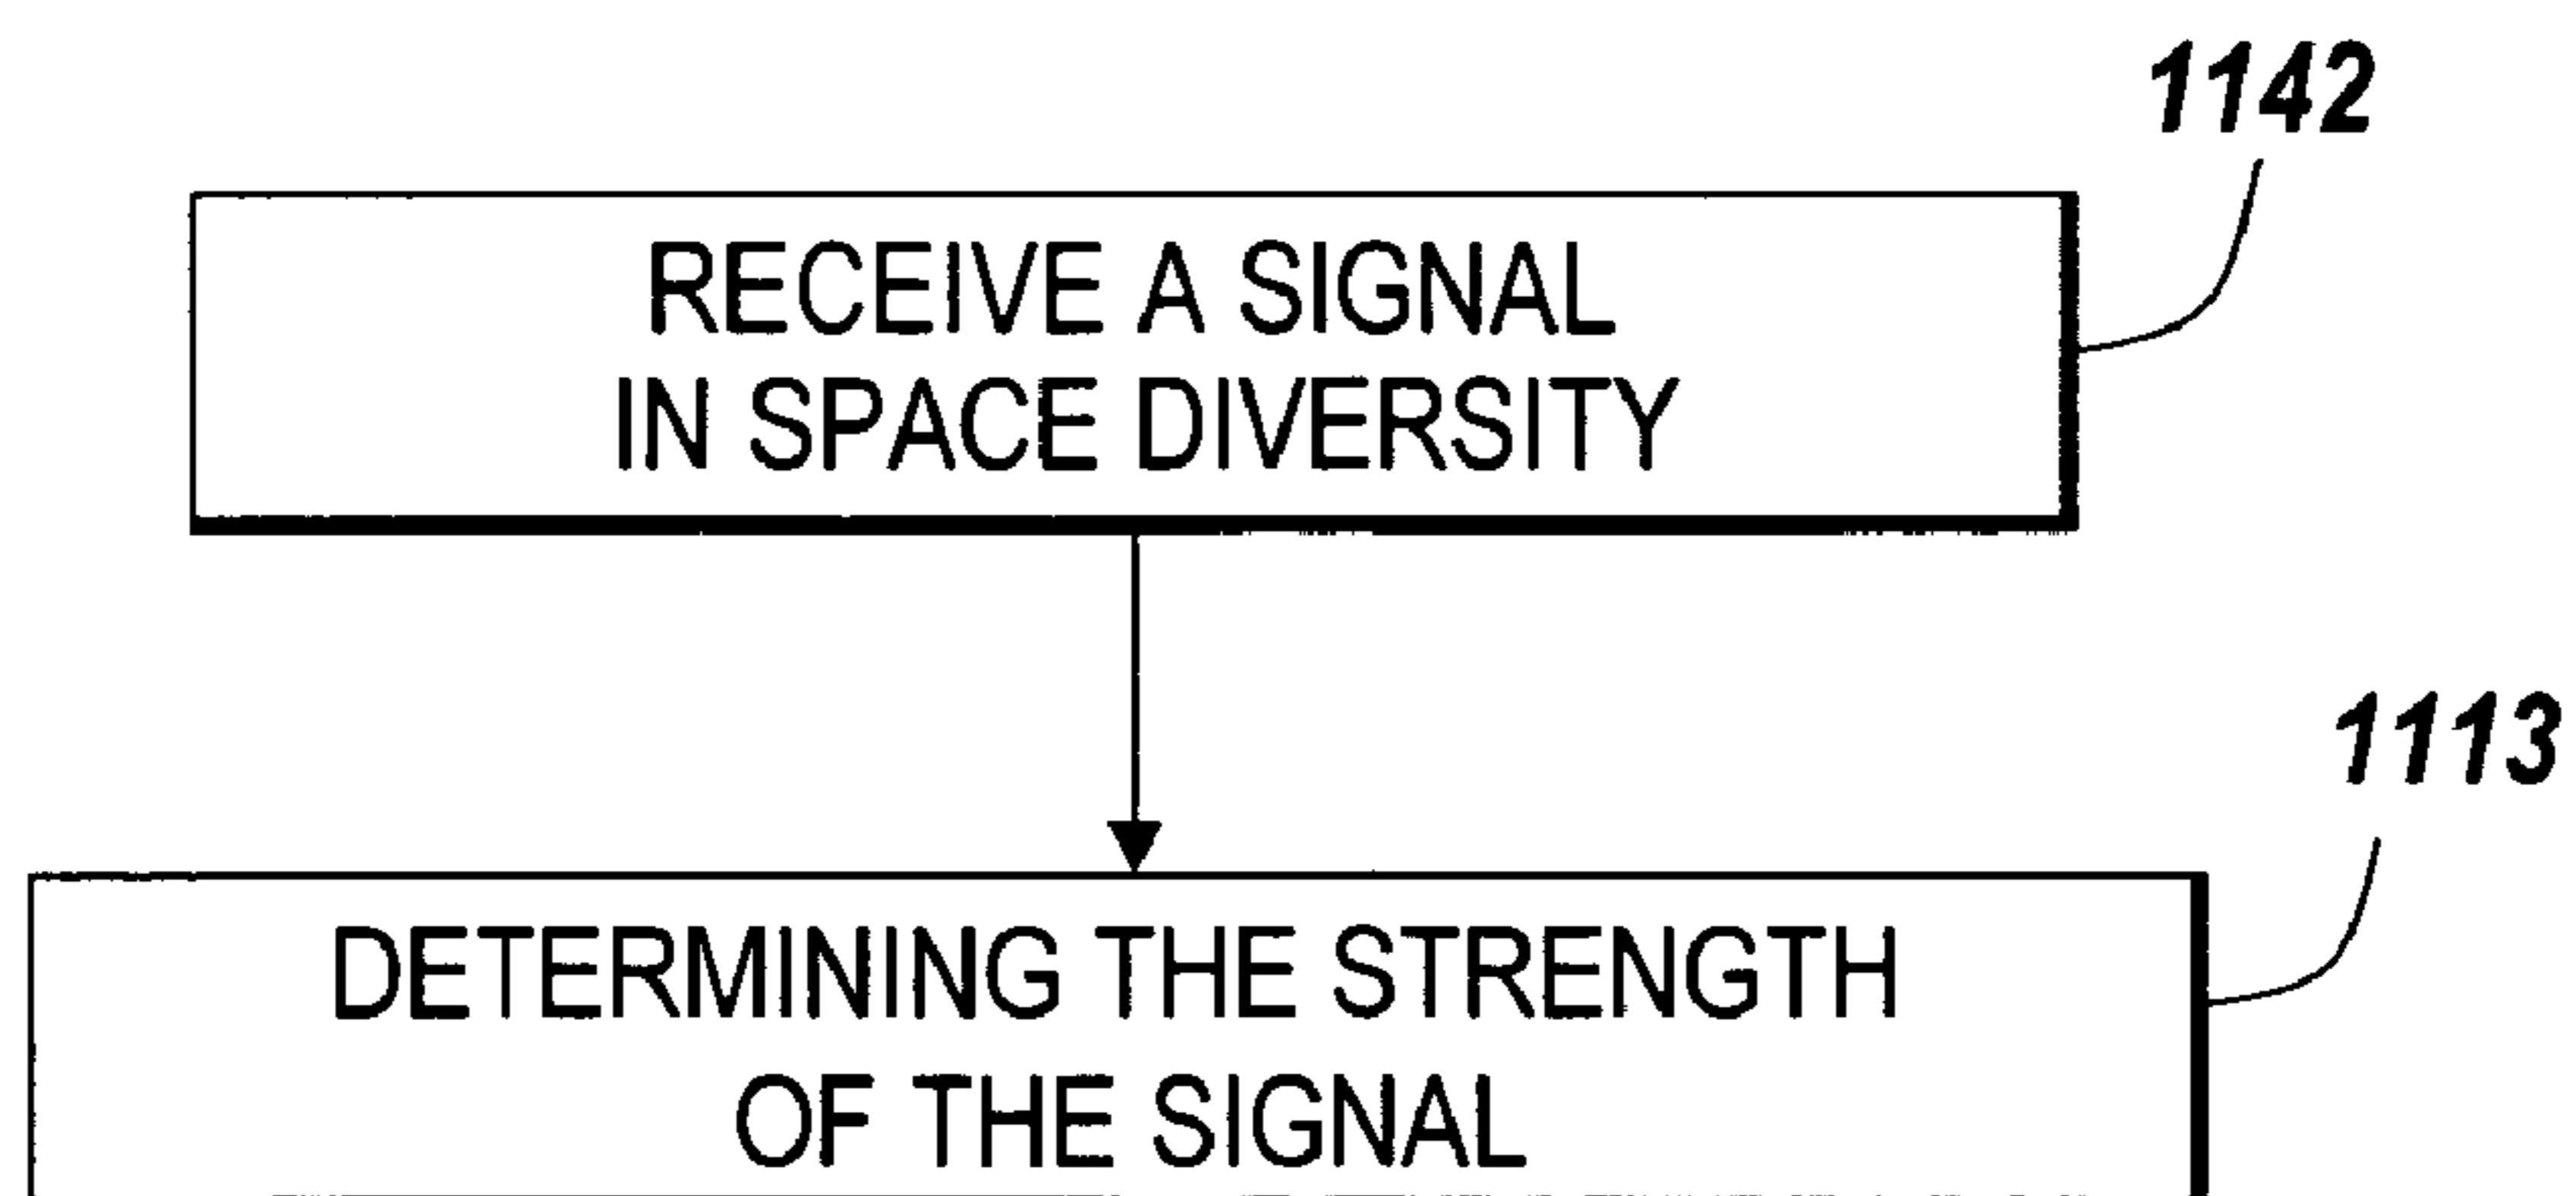 1142
RECEIVE A SIGNAL
IN SPACE DIVERSITY
1113
DETERMINING THE STRENGTH
OF THE SIGNAL